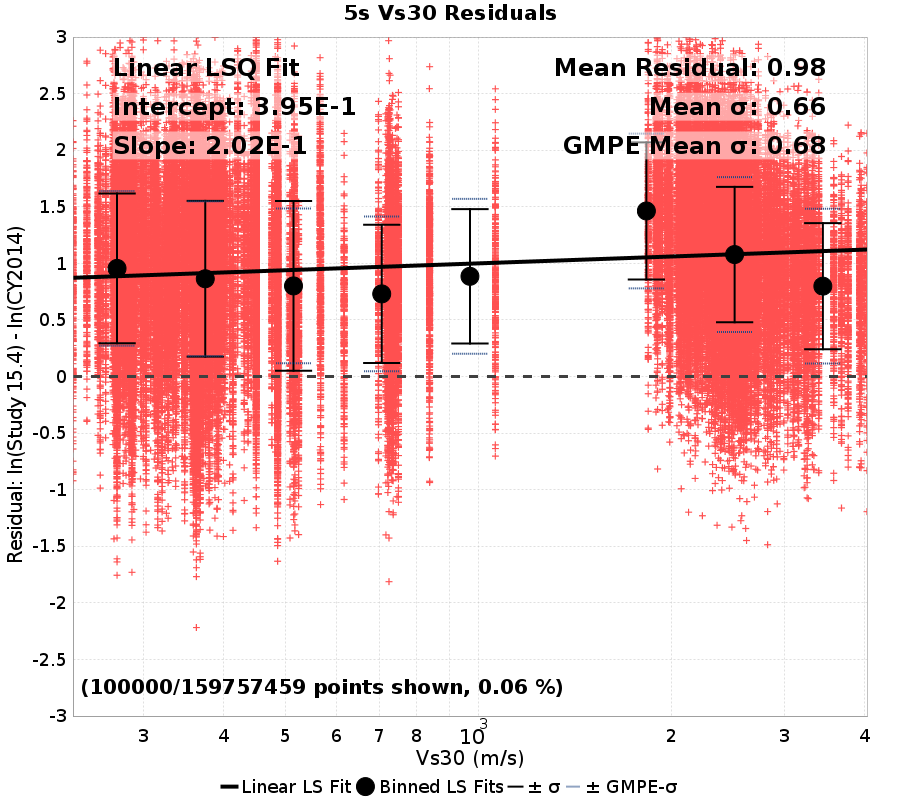 5s Vs30 Residuals
Linear LSQ Fit
Intercept: 3.95E-1
Slope: 2.02E-1
Mean Residual: 0.98
Mean σ: 0.66
GMPE Mean σ: 0.68
Residual: ln(Study 15.4) - ln(CY2014)
3
2.5
2
1.5
1
0.5
0
-0.5
-1
-1.5
-2
-2.5
-3
(100000/159757459 points shown, 0.06 %)
3 4 5 6 7 8 10³ 2 3 4
Vs30 (m/s)
Linear LS Fit Binned LS Fits ± σ ± GMPE-σ